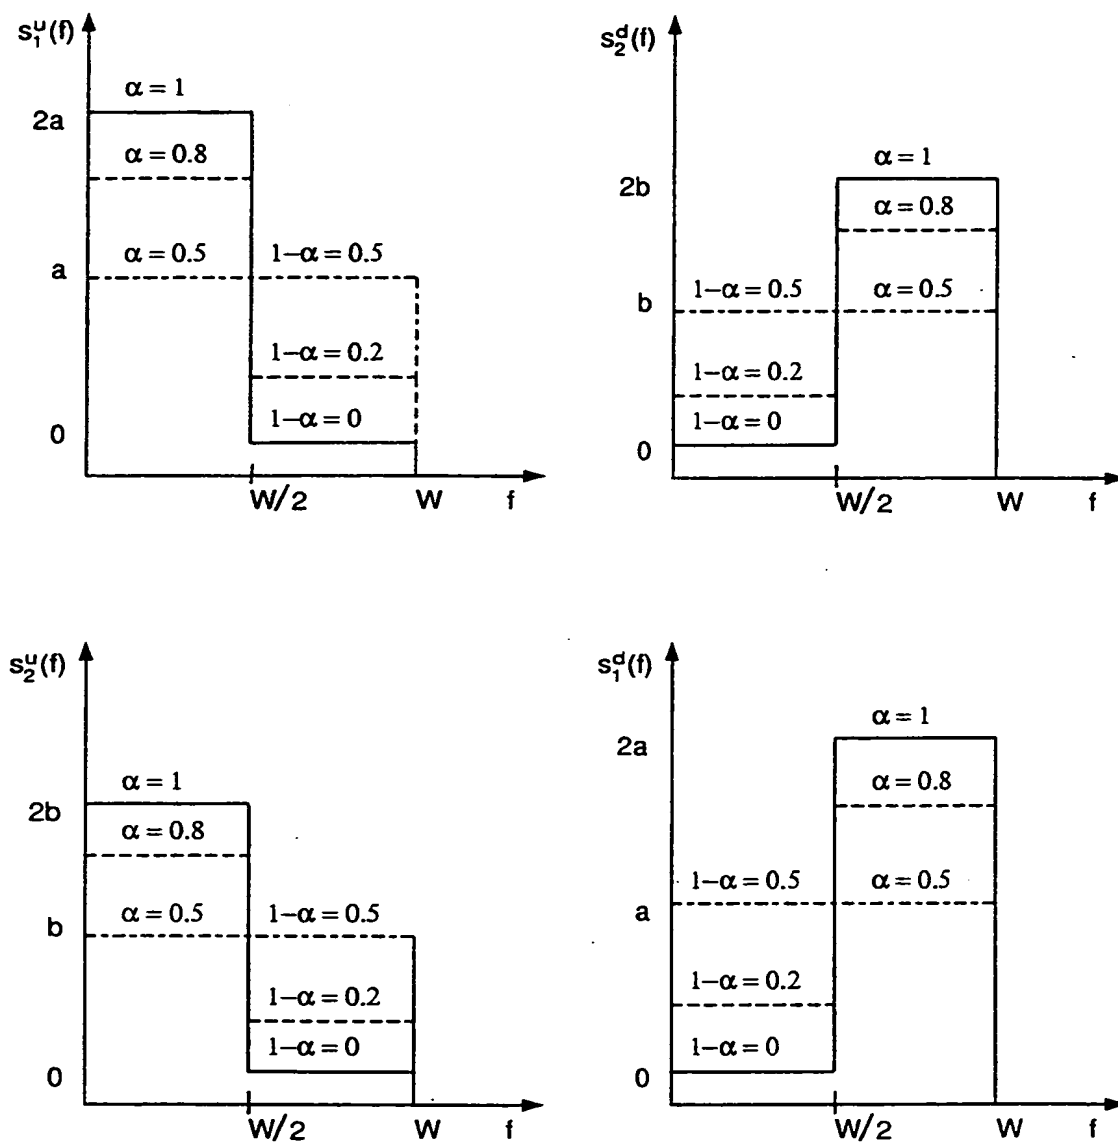 s₁ᵘ(f)
α = 1
2a
α = 0.8
α = 0.5
1–α = 0.5
a
1–α = 0.2
1–α = 0
0
W/2
W
f
s₂ᵈ(f)
α = 1
2b
α = 0.8
1–α = 0.5
α = 0.5
b
1–α = 0.2
1–α = 0
0
W/2
W
f
s₂ᵘ(f)
α = 1
2b
α = 0.8
α = 0.5
1–α = 0.5
b
1–α = 0.2
1–α = 0
0
W/2
W
f
s₁ᵈ(f)
α = 1
2a
α = 0.8
1–α = 0.5
α = 0.5
a
1–α = 0.2
1–α = 0
0
W/2
W
f